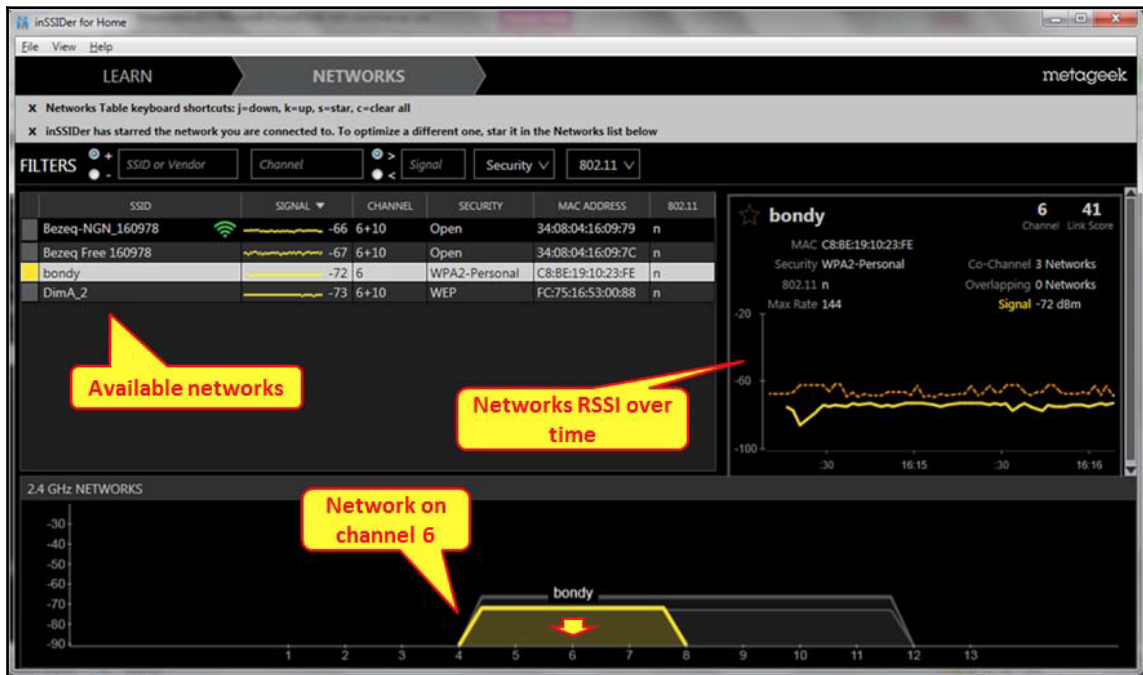 inSSIDer for Home
File View Help
LEARN NETWORKS metageek
x Networks Table keyboard shortcuts: j=down, k=up, s=star, c=clear all
x inSSIDer has starred the network you are connected to. To optimize a different one, star it in the Networks list below
FILTERS + - SSID or Vendor Channel > < Signal Security 802.11
SSID SIGNAL CHANNEL SECURITY MAC ADDRESS 802.11
Bezeq-NGN_160978 -66 6+10 Open 34:08:04:16:09:79 n
Bezeq Free 160978 -67 6+10 Open 34:08:04:16:09:7C n
bondy -72 6 WPA2-Personal C8:BE:19:10:23:FE n
DimA_2 -73 6+10 WEP FC:75:16:53:00:88 n
Available networks
bondy 6 41
Channel Link Score
MAC C8:BE:19:10:23:FE
Security WPA2-Personal Co-Channel 3 Networks
802.11 n Overlapping 0 Networks
Max Rate 144 Signal -72 dBm
-20
-60
-100
:30 16:15 :30 16:16
Networks RSSI over
time
2.4 GHz NETWORKS
Network on
channel 6
-30
-40
-50
-60
-70
-80
-90
bondy
1 2 3 4 5 6 7 8 9 10 11 12 13